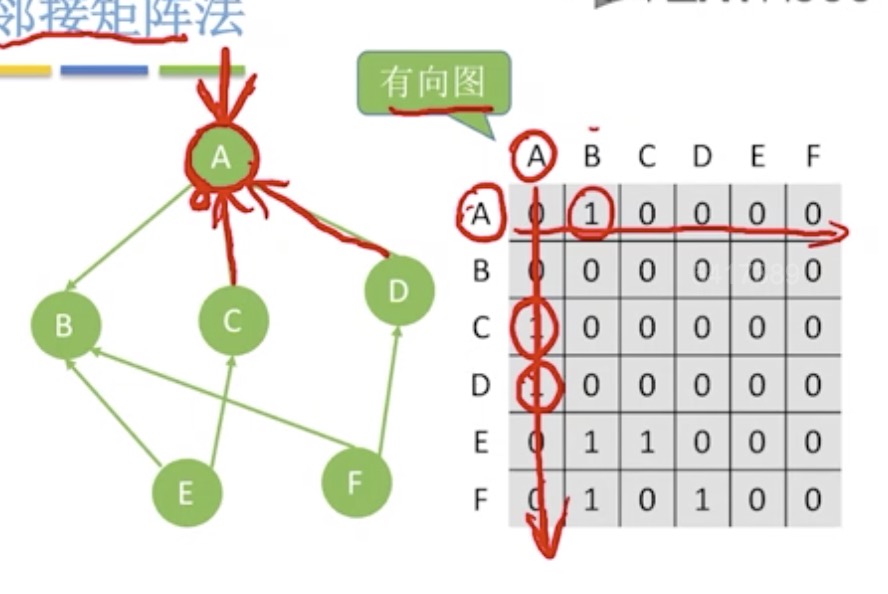 邻接矩阵法
有向图
A
B
C
D
E
F
A B C D E F
A 0 1 0 0 0 0
B 0 0 0 0 0 0
C 1 0 0 0 0 0
D 1 0 0 0 0 0
E 0 1 1 0 0 0
F 0 1 0 1 0 0